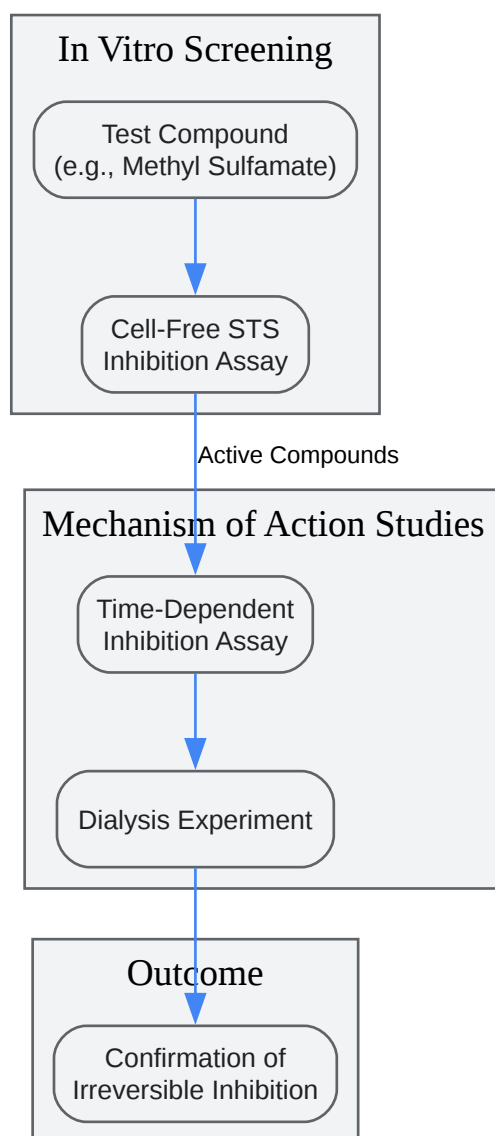 In Vitro Screening
Test Compound
(e.g., Methyl Sulfamate)
Cell-Free STS
Inhibition Assay
Active Compounds
Mechanism of Action Studies
Time-Dependent
Inhibition Assay
Dialysis Experiment
Outcome
Confirmation of
Irreversible Inhibition